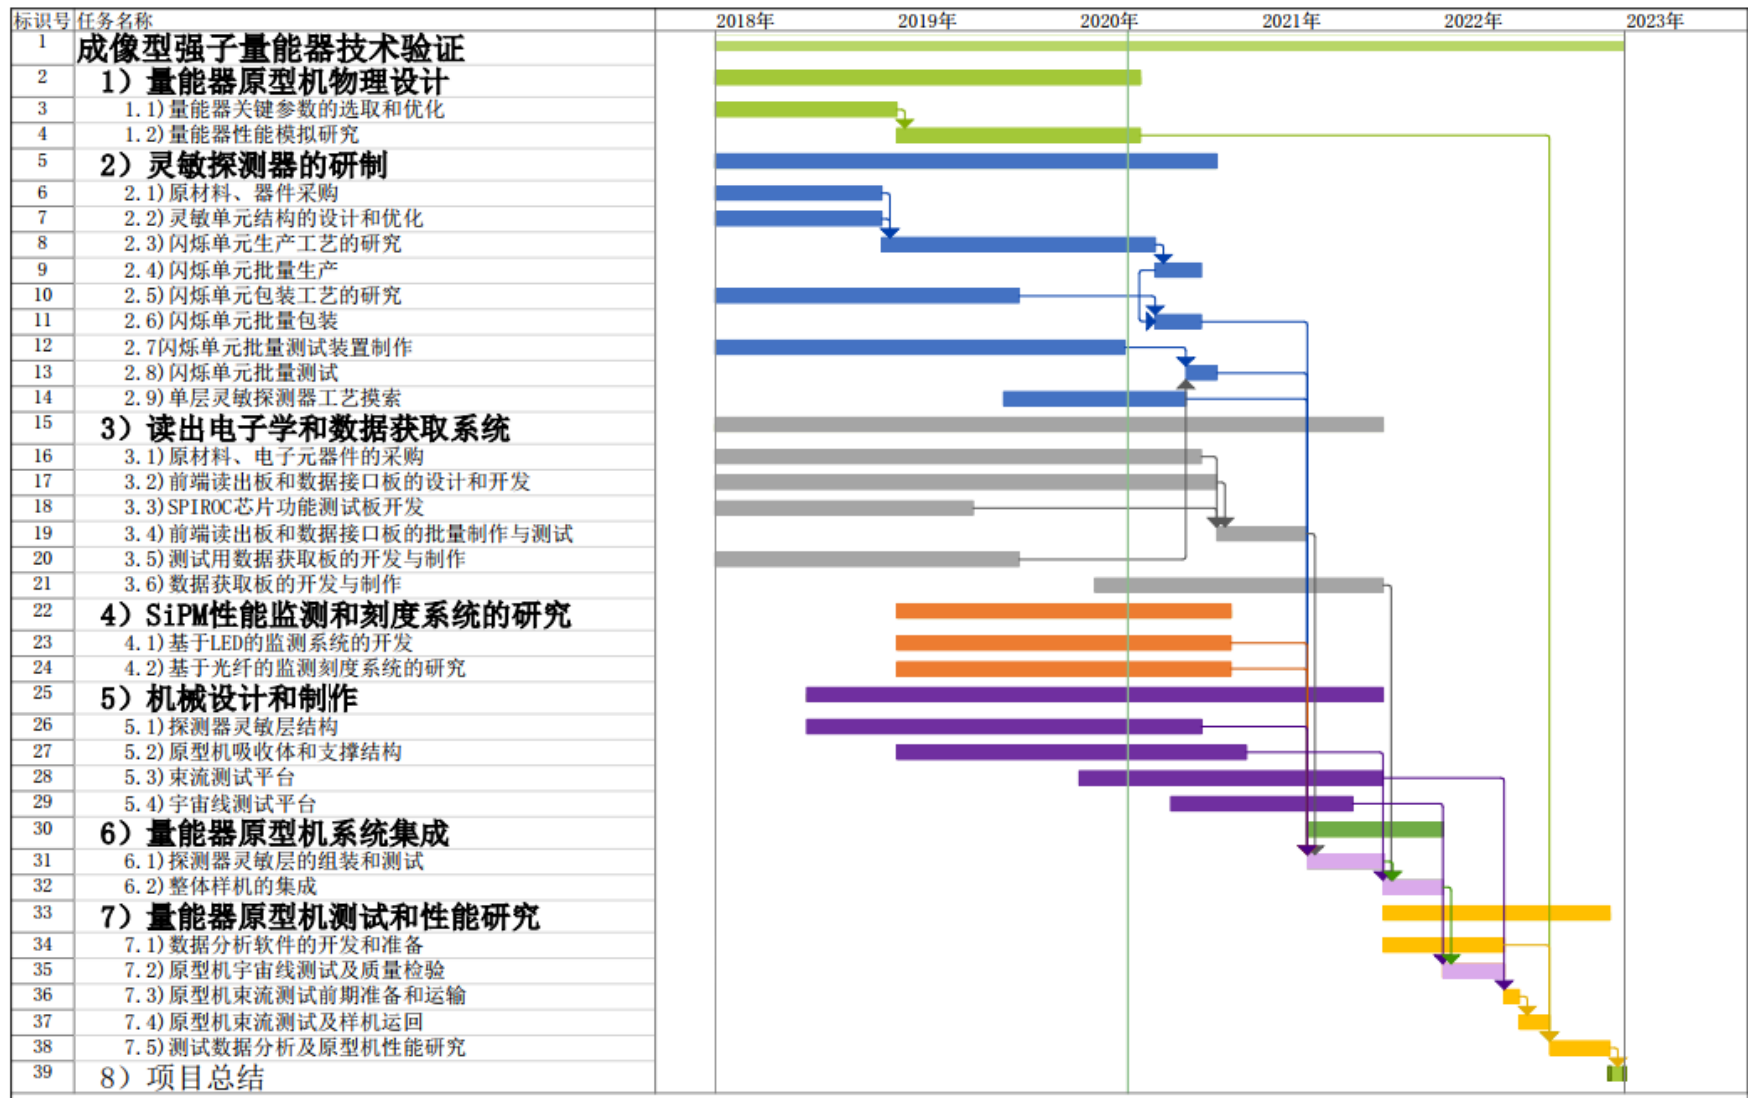 标识号 任务名称 2018年 2019年 2020年 2021年 2022年 2023年
1 成像型强子量能器技术验证
2 1）量能器原型机物理设计
3 1.1)量能器关键参数的选取和优化
4 1.2)量能器性能模拟研究
5 2）灵敏探测器的研制
6 2.1)原材料、器件采购
7 2.2)灵敏单元结构的设计和优化
8 2.3)闪烁单元生产工艺的研究
9 2.4)闪烁单元批量生产
10 2.5)闪烁单元包装工艺的研究
11 2.6)闪烁单元批量包装
12 2.7闪烁单元批量测试装置制作
13 2.8)闪烁单元批量测试
14 2.9)单层灵敏探测器工艺摸索
15 3）读出电子学和数据获取系统
16 3.1)原材料、电子元器件的采购
17 3.2)前端读出板和数据接口板的设计和开发
18 3.3)SPIROC芯片功能测试板开发
19 3.4)前端读出板和数据接口板的批量制作与测试
20 3.5)测试用数据获取板的开发与制作
21 3.6)数据获取板的开发与制作
22 4）SiPM性能监测和刻度系统的研究
23 4.1)基于LED的监测系统的开发
24 4.2)基于光纤的监测刻度系统的研究
25 5）机械设计和制作
26 5.1)探测器灵敏层结构
27 5.2)原型机吸收体和支撑结构
28 5.3)束流测试平台
29 5.4)宇宙线测试平台
30 6）量能器原型机系统集成
31 6.1)探测器灵敏层的组装和测试
32 6.2)整体样机的集成
33 7）量能器原型机测试和性能研究
34 7.1)数据分析软件的开发和准备
35 7.2)原型机宇宙线测试及质量检验
36 7.3)原型机束流测试前期准备和运输
37 7.4)原型机束流测试及样机运回
38 7.5)测试数据分析及原型机性能研究
39 8）项目总结